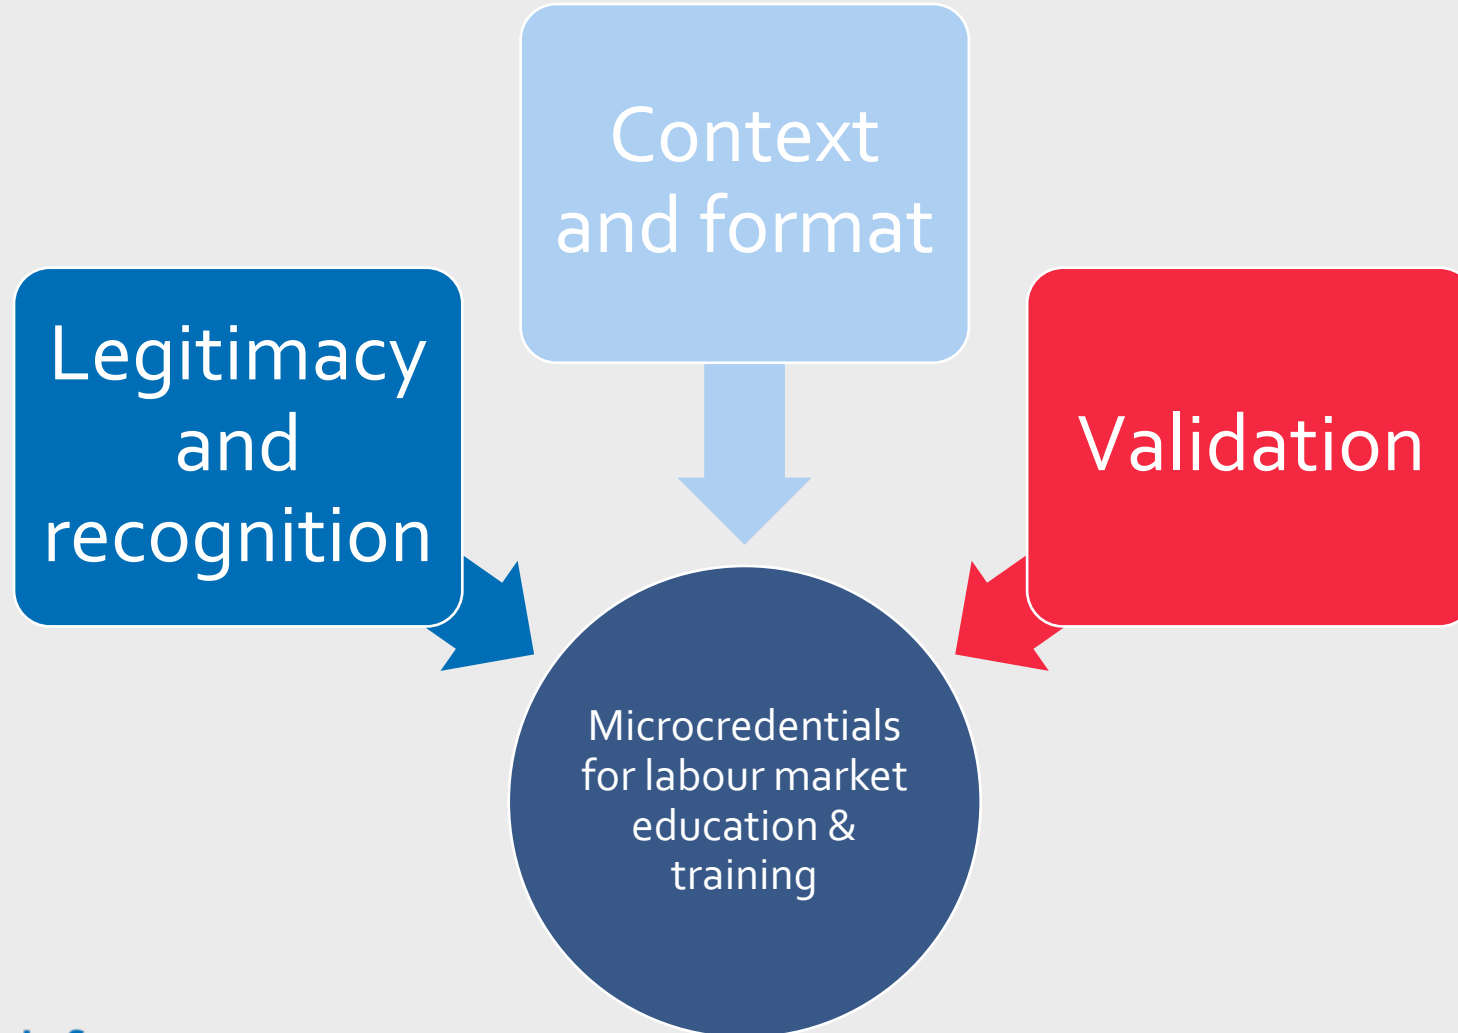 Context
and format
Legitimacy
and
recognition
Validation
Microcredentials
for labour market
education &
training